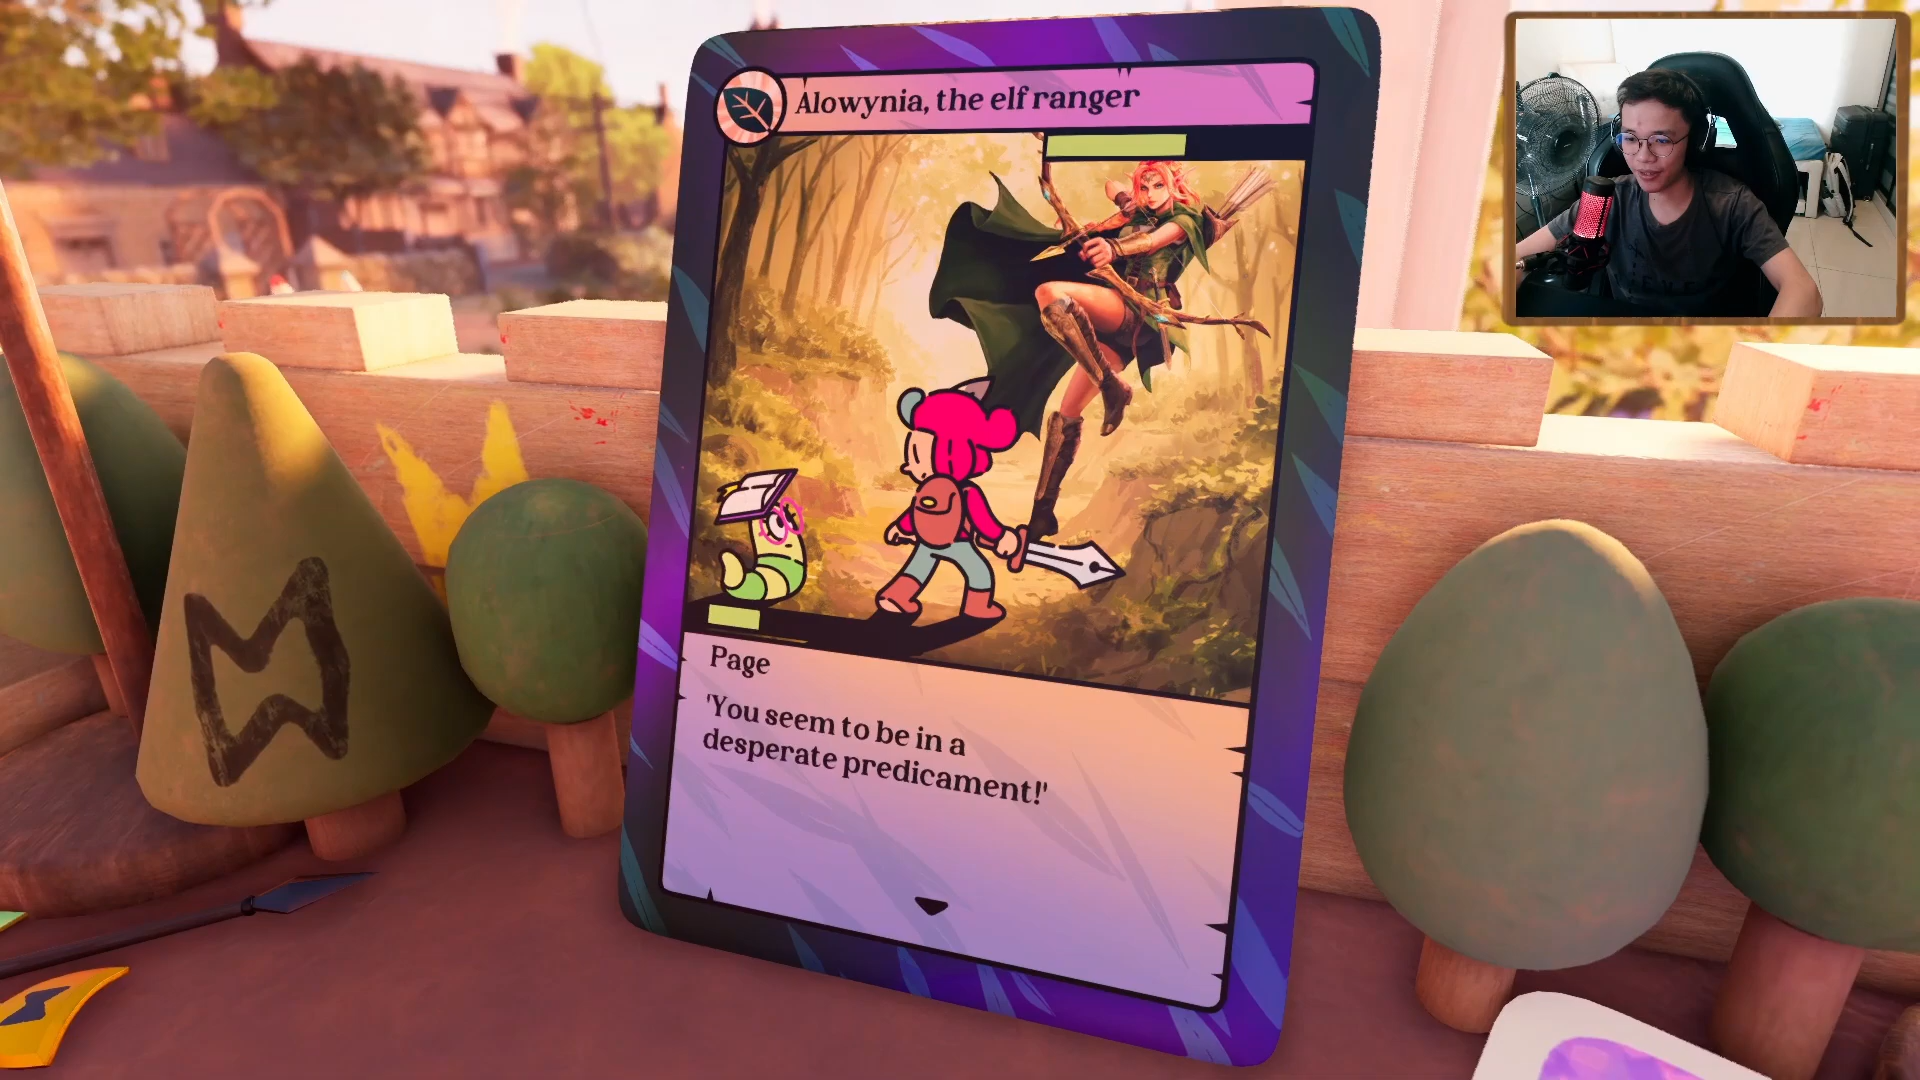 Alowynia, the elf ranger
Page
'You seem to be in a
desperate predicament!'